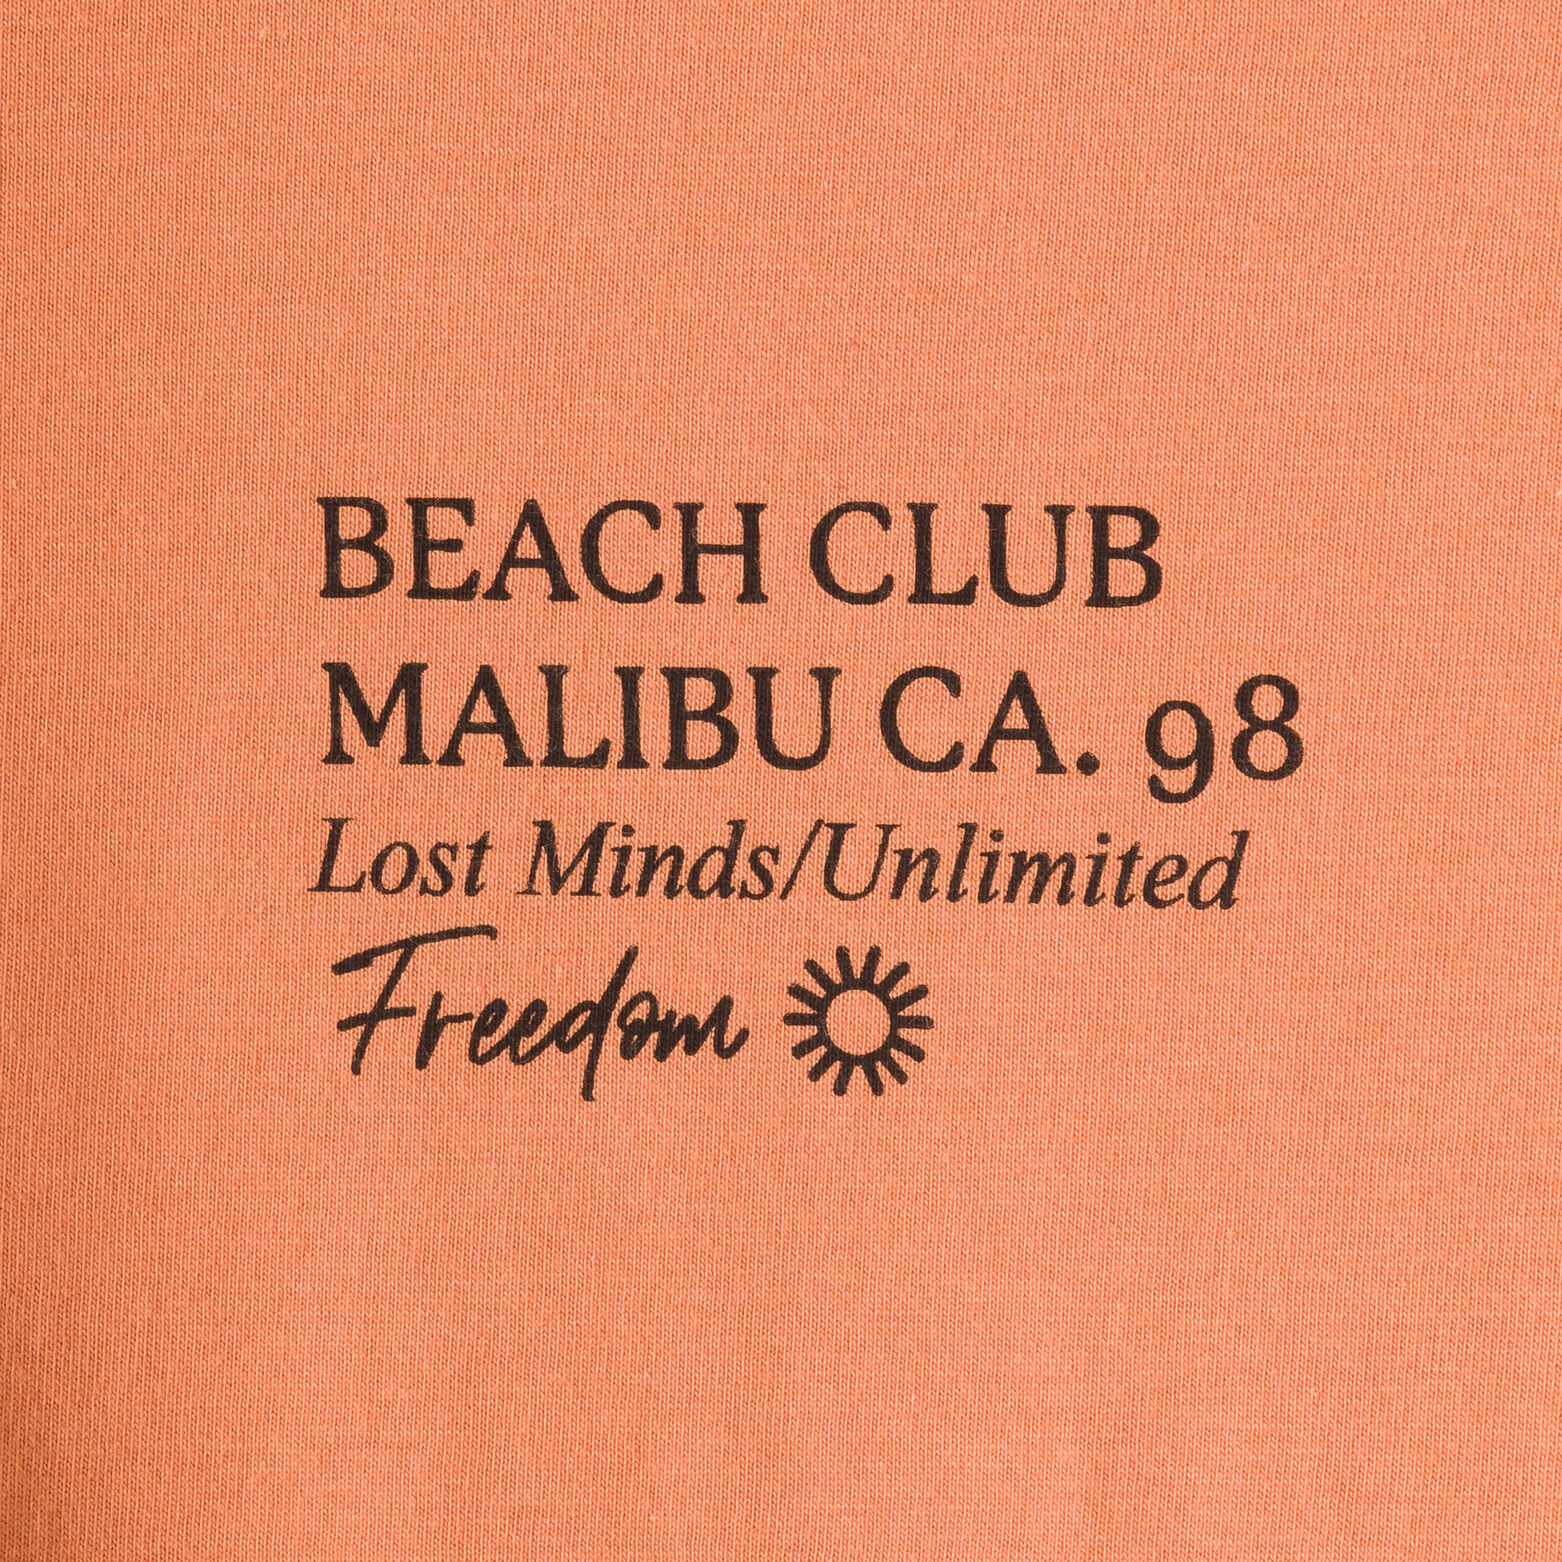 BEACH CLUB
MALIBU CA. 98
Lost Minds/Unlimited
Freedom